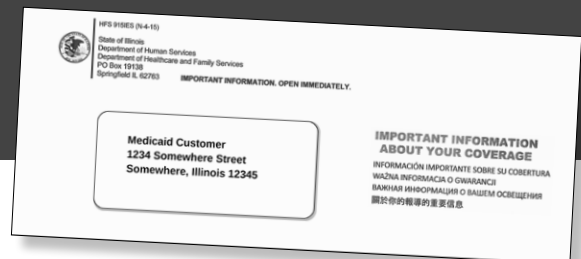 HFS 915IES (N-4-15)
State of Illinois
Department of Human Services
Department of Healthcare and Family Services
PO Box 19138
Springfield IL 62763
IMPORTANT INFORMATION. OPEN IMMEDIATELY.
Medicaid Customer
1234 Somewhere Street
Somewhere, Illinois 12345
IMPORTANT INFORMATION
ABOUT YOUR COVERAGE
INFORMACIÓN IMPORTANTE SOBRE SU COBERTURA
WAŻNA INFORMACJA O GWARANCJI
ВАЖНАЯ ИНФОРМАЦИЯ О ВАШЕМ ОСВЕЩЕНИЯ
關於你的報導的重要信息